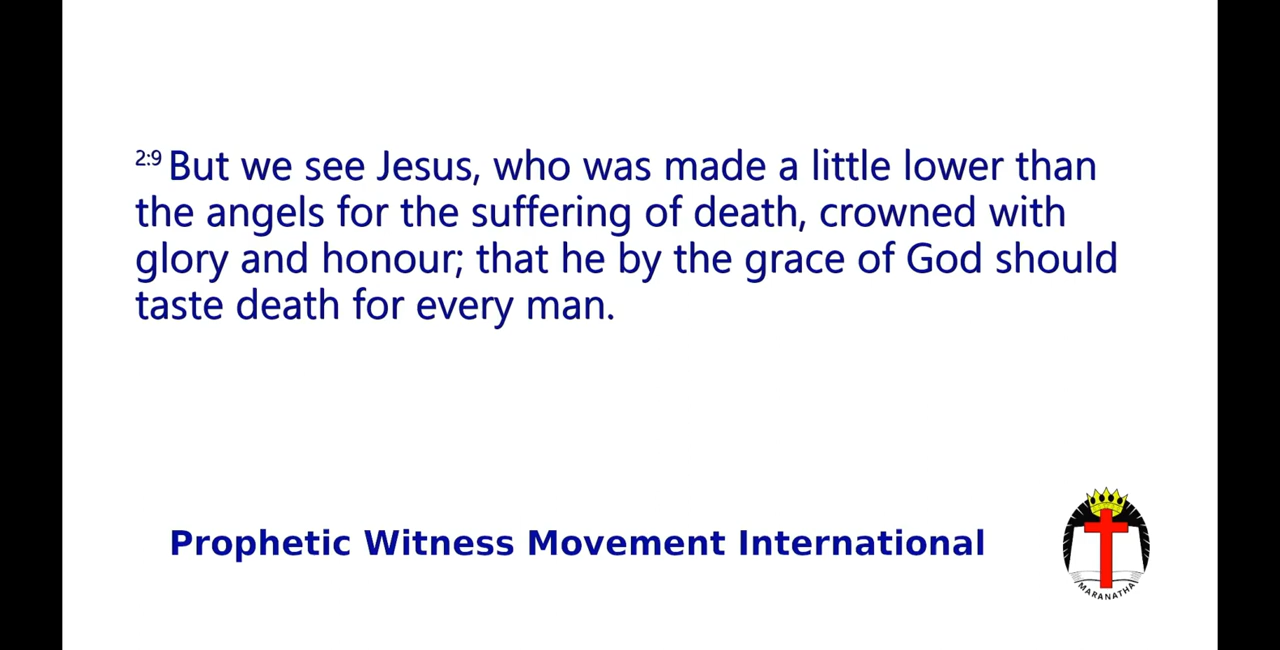 2:9 But we see Jesus, who was made a little lower than
the angels for the suffering of death, crowned with
glory and honour; that he by the grace of God should
taste death for every man.
Prophetic Witness Movement International
MARANATHA